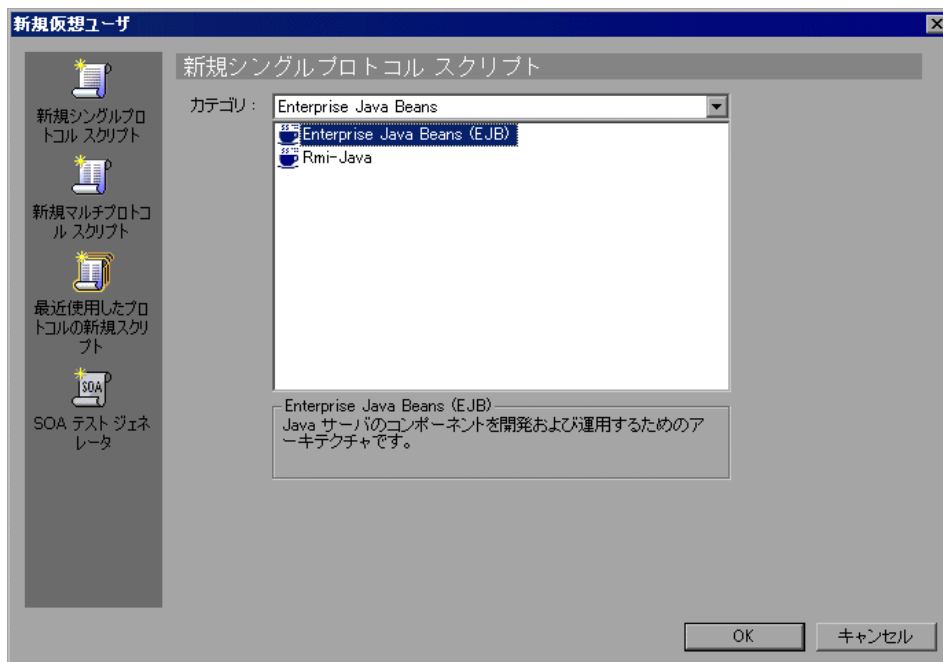 新規仮想ユーザ
新規シングルプロ
トコル スクリプト
新規マルチプロトコ
ル スクリプト
最近使用したプロ
トコルの新規スクリ
プト
SOA
SOA テスト ジェネ
レータ
新規シングルプロトコル スクリプト
カテゴリ :
Enterprise Java Beans
Enterprise Java Beans (EJB)
Rmi-Java
Enterprise Java Beans (EJB)
Java サーバのコンポーネントを開発および運用するためのア
ーキテクチャです。
OK
キャンセル